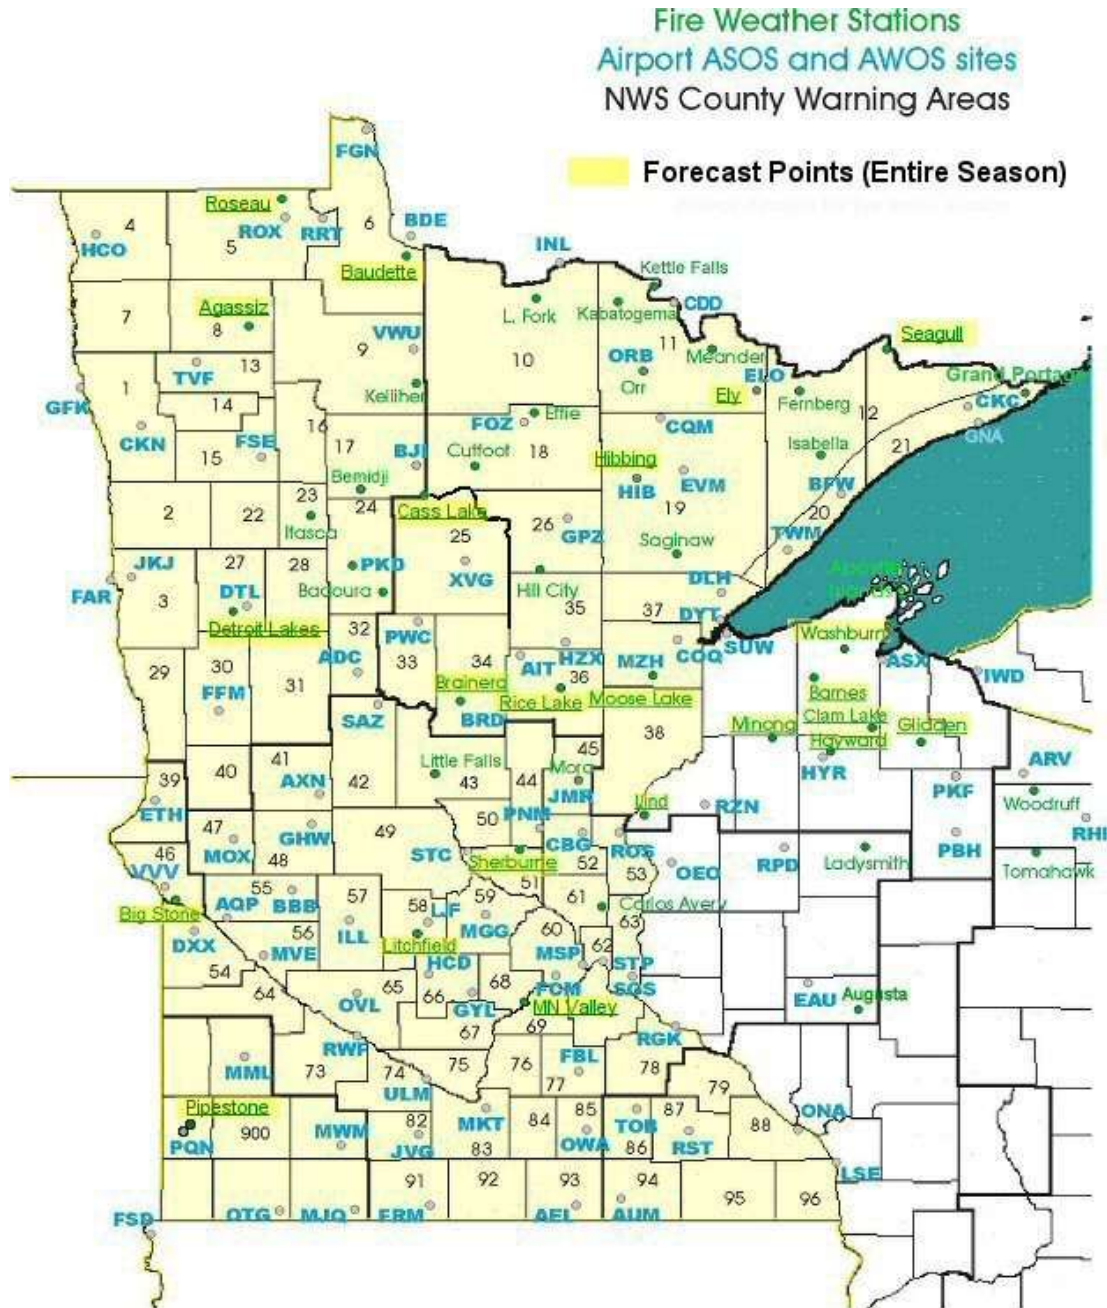 Fire Weather Stations
Airport ASOS and AWOS sites
NWS County Warning Areas
Forecast Points (Entire Season)
FGN
Roseau
4
ROX
RRT
6
BDE
HCO
5
INL
Baudette
Kettle Falls
Agassiz
L. Fork
Kabatogema
CDD
7
8
VWU
9
10
11
Seagull
ORB
Meander
TVF
13
Orr
ELO
Grand Portage
1
Kelliher
Ely
Fernberg
CKC
GFK
14
16
Effie
12
CKN
FSE
17
BJI
FOZ
CQM
GNA
15
Cuffoot
18
Hibbing
Isabella
21
Bemidji
HIB
EVM
BFW
2
22
23
24
Cass Lake
26
19
20
Itasca
25
GPZ
Saginaw
TWM
JKJ
27
28
PKD
XVG
DLH
FAR
3
DTL
Badoura
Hill City
35
37
DYT
Detroit Lakes
32
PWC
SUW
Washburn
29
30
ADC
33
34
AIT
HZX
MZH
COQ
ASX
IWD
FFM
31
Brainerd
36
Rice Lake
Moose Lake
Barnes
SAZ
BRD
Minong
Clam Lake
Glidden
38
Hayward
41
Little Falls
45
39
40
42
43
44
Mora
HYR
ARV
AXN
JMR
PKF
ETH
Lind
Woodruff
47
GHW
49
50
PNM
RZN
RHI
MOX
STC
CBG
ROS
46
48
Sherburne
52
OEO
RPD
Ladysmith
PBH
VVV
53
Tomahawk
55
57
51
AQP
BBB
58
59
61
Carlos Avery
Big Stone
LJF
63
DXX
56
ILL
MGG
60
MVE
Litchfield
MSP
62
STP
54
HCD
68
FCM
SGS
64
OVL
65
66
GYL
MN Valley
EAU
Augusta
67
69
RWF
RGK
MML
73
74
75
76
FBL
78
ULM
77
79
Pipestone
82
MKT
84
85
TOB
87
ONA
PQN
900
MWM
JVG
83
OWA
86
RST
88
91
92
93
94
95
96
LSE
FSD
OTG
MJQ
FRM
AEL
AUM